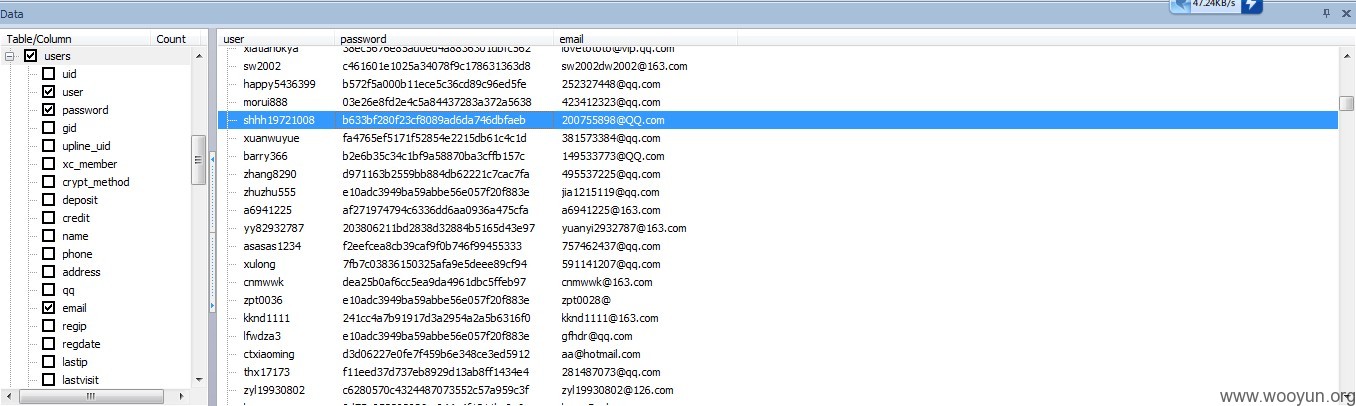 47.24KB/s
Data
Table/Column Count
users
uid
user
password
gid
upline_uid
xc_member
crypt_method
deposit
credit
name
phone
address
qq
email
regip
regdate
lastip
lastvisit
user password email
sw2002 c461601e1025a34078f9c178631363d8 sw2002dw2002@163.com
happy5436399 b572f5a000b11ece5c36cd89c96ed5fe 252327448@qq.com
morui888 03e26e8fd2e4c5a84437283a372a5638 423412323@qq.com
shhh19721008 b633bf280f23cf8089ad6da746dbfaeb 200755898@QQ.com
xuanwuyue fa4765ef5171f52854e2215db61c4c1d 381573384@qq.com
barry366 b2e6b35c34c1bf9a58870ba3cffb157c 149533773@QQ.com
zhang8290 d971163b2559bb884db62221c7cac7fa 495537225@qq.com
zhuzhu555 e10adc3949ba59abbe56e057f20f883e jia1215119@qq.com
a6941225 af271974794c6336dd6aa0936a475cfa a6941225@163.com
yy82932787 203806211bd2838d32884b5165d43e97 yuanyi2932787@163.com
asasas1234 f2eefcea8cb39caf9f0b746f99455333 757462437@qq.com
xulong 7fb7c03836150325afa9e5deee89cf94 591141207@qq.com
cnmwwk dea25b0af6cc5ea9da4961dbc5ffeb97 cnmwwk@163.com
zpt0036 e10adc3949ba59abbe56e057f20f883e zpt0028@
kknd1111 241cc4a7b91917d3a2954a2a5b6316f0 kknd1111@163.com
lfwdza3 e10adc3949ba59abbe56e057f20f883e gfhdr@qq.com
ctxiaoming d3d06227e0fe7f459b6e348ce3ed5912 aa@hotmail.com
thx17173 f11eed37d737eb8929d13ab8ff1434e4 281487073@qq.com
zyl19930802 c6280570c4324487073552c57a959c3f zyl19930802@126.com
www.wooyun.org